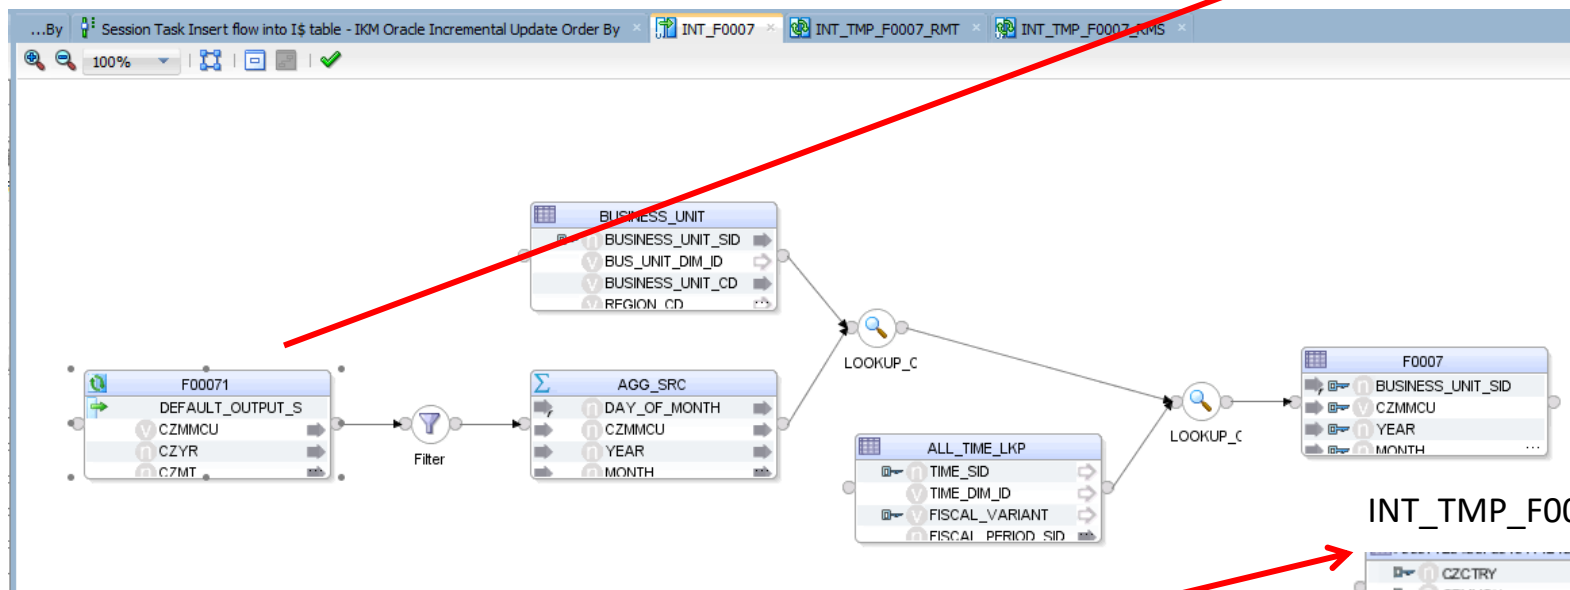 ...By Session Task Insert flow into I$ table - IKM Oracle Incremental Update Order By INT_F0007 INT_TMP_F0007_RMT INT_TMP_F0007_RMS
100%
BUSINESS_UNIT
BUSINESS_UNIT_SID
BUS_UNIT_DIM_ID
BUSINESS_UNIT_CD
REGION_CD
LOOKUP_C
F00071
DEFAULT_OUTPUT_S
CZMMCU
CZYR
CZMT
Filter
AGG_SRC
DAY_OF_MONTH
CZMMCU
YEAR
MONTH
ALL_TIME_LKP
TIME_SID
TIME_DIM_ID
FISCAL_VARIANT
FISCAL_PERIOD_SID
LOOKUP_C
F0007
BUSINESS_UNIT_SID
CZMMCU
YEAR
MONTH
INT_TMP_F00
CZCTRY